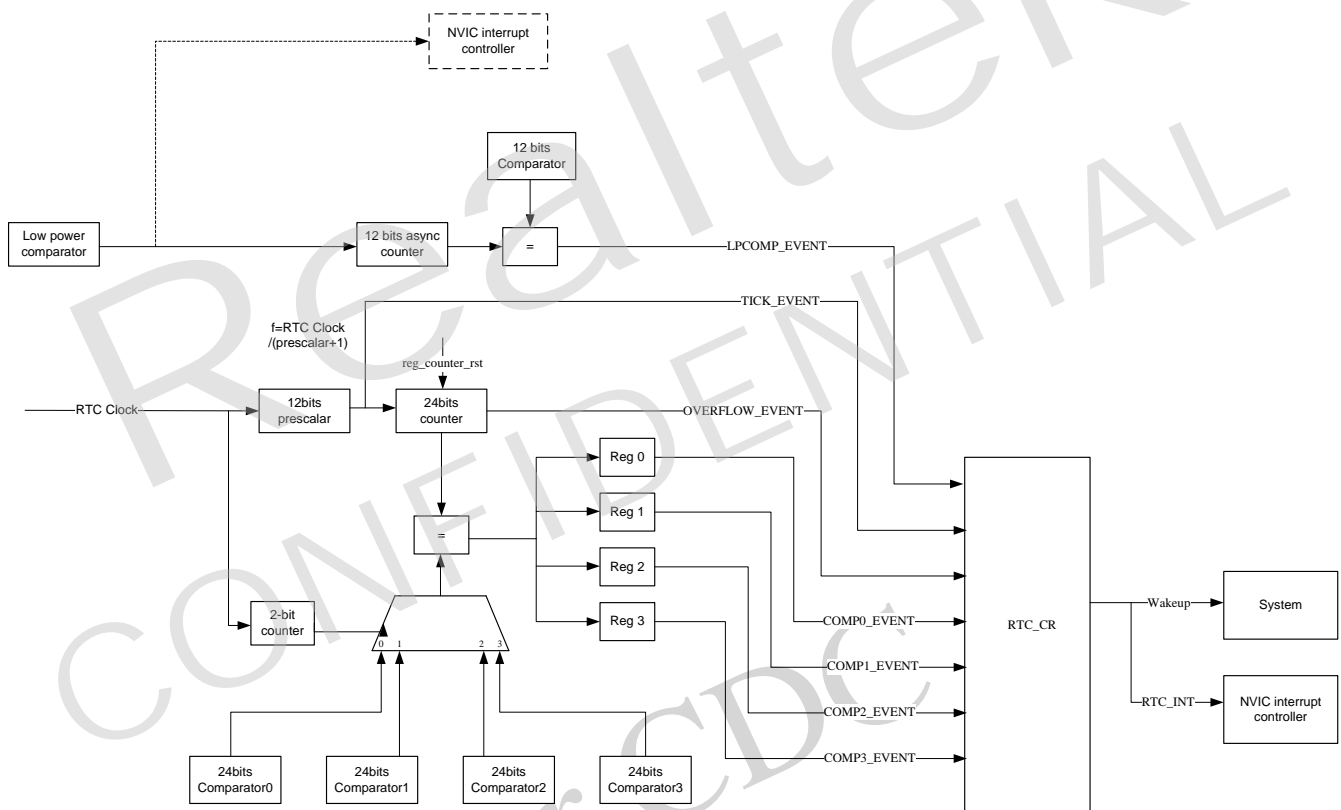 NVIC interrupt
controller
12 bits
Comparator
Low power
comparator
12 bits async
counter
=
LPCOMP_EVENT
TICK_EVENT
f=RTC Clock
/(prescalar+1)
reg_counter_rst
RTC Clock
12bits
prescalar
24bits
counter
OVERFLOW_EVENT
Reg 0
Reg 1
=
Reg 2
Reg 3
2-bit
counter
0 1 2 3
COMP0_EVENT
COMP1_EVENT
COMP2_EVENT
COMP3_EVENT
RTC_CR
Wakeup
System
RTC_INT
NVIC interrupt
controller
24bits
Comparator0
24bits
Comparator1
24bits
Comparator2
24bits
Comparator3
CONFIDENTIAL
CDC